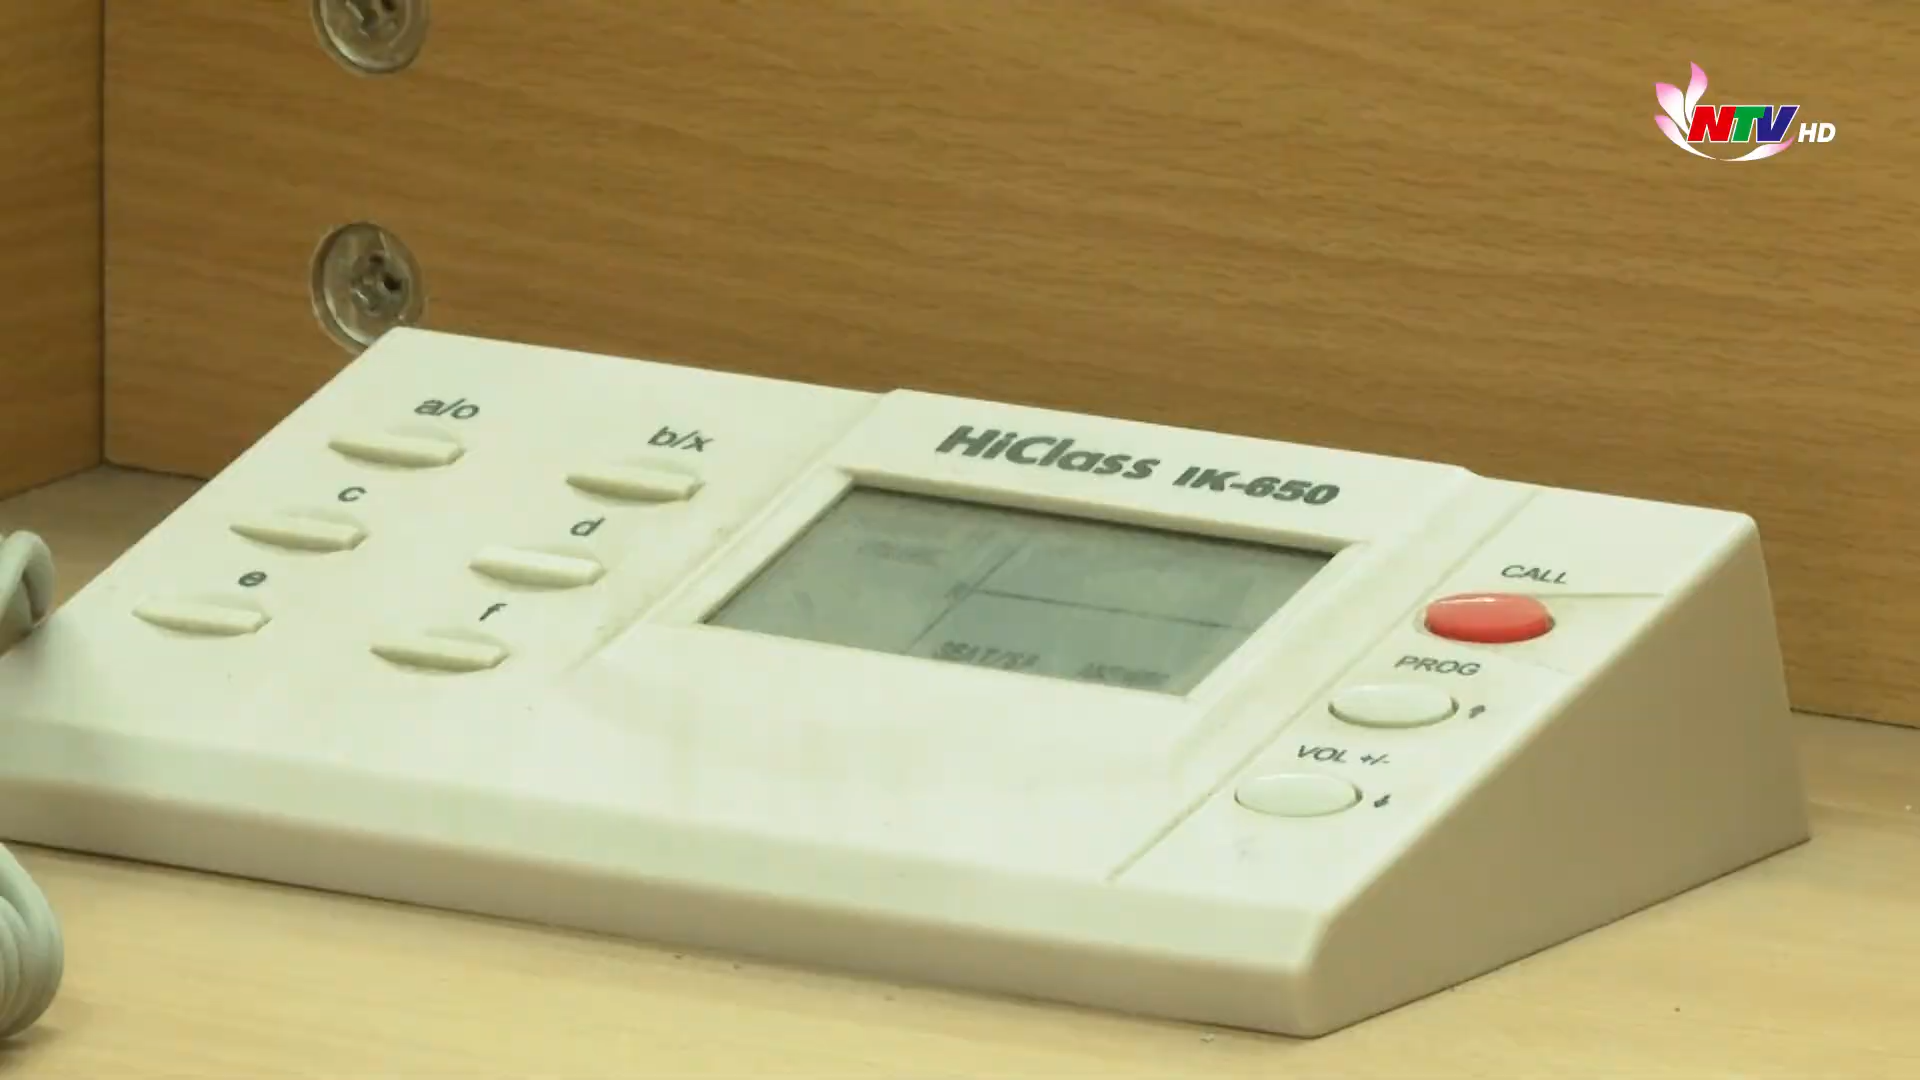 NTV HD
HiClass IK-650
a/o
b/x
c
d
e
f
CALL
PROG
VOL +/-